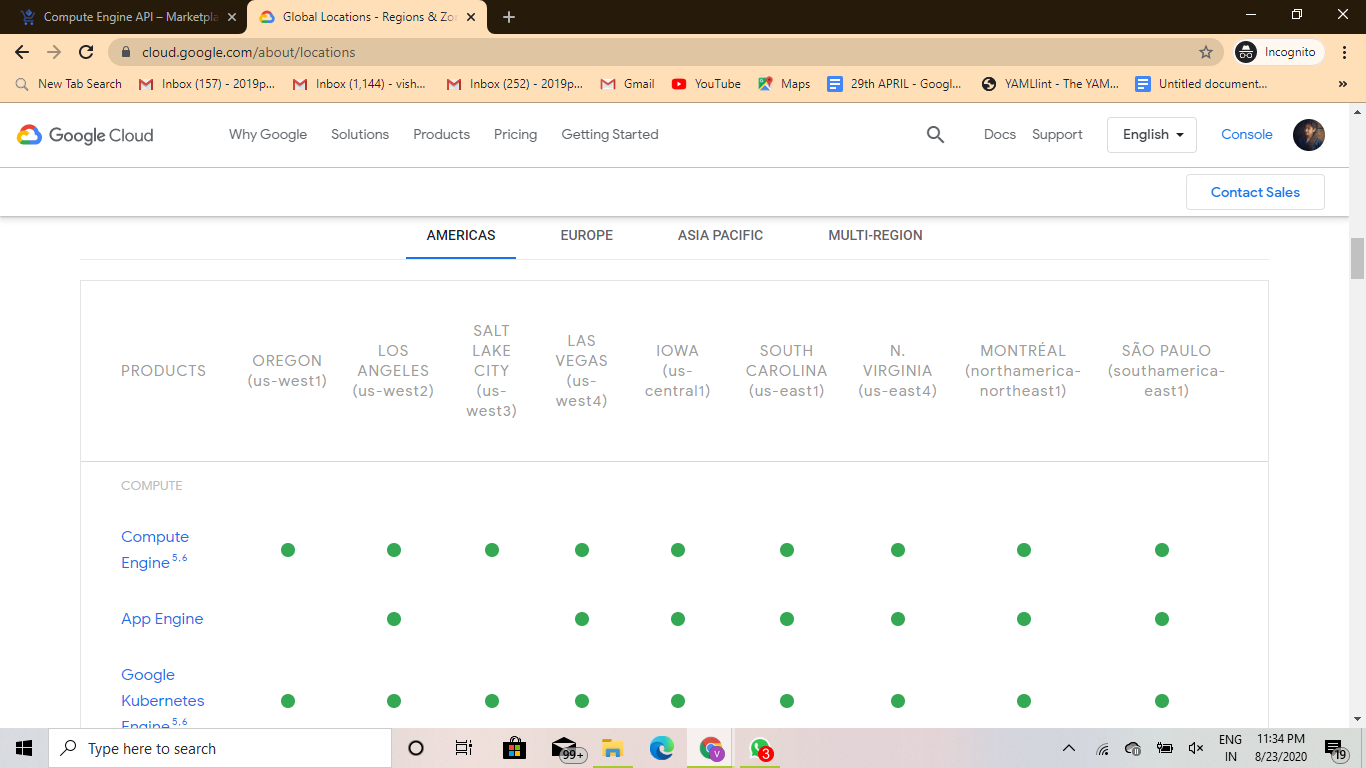 Compute Engine API – Marketpla
Global Locations - Regions & Zon
cloud.google.com/about/locations
Incognito
New Tab Search
Inbox (157) - 2019p...
Inbox (1,144) - vish...
Inbox (252) - 2019p...
Gmail
YouTube
Maps
29th APRIL - Googl...
YAMLlint - The YAM...
Untitled document...
»
Google Cloud
Why Google
Solutions
Products
Pricing
Getting Started
Docs
Support
English
Console
Contact Sales
AMERICAS
EUROPE
ASIA PACIFIC
MULTI-REGION
PRODUCTS
OREGON
(us-west1)
LOS
ANGELES
(us-west2)
SALT
LAKE
CITY
(us-
west3)
LAS
VEGAS
(us-
west4)
IOWA
(us-
central1)
SOUTH
CAROLINA
(us-east1)
N.
VIRGINIA
(us-east4)
MONTRÉAL
(northamerica-
northeast1)
SÃO PAULO
(southamerica-
east1)
COMPUTE
Compute
Engine 5,6
App Engine
Google
Kubernetes
Engine 5,6
Type here to search
99+
V
3
ENG
IN
11:34 PM
8/23/2020
19